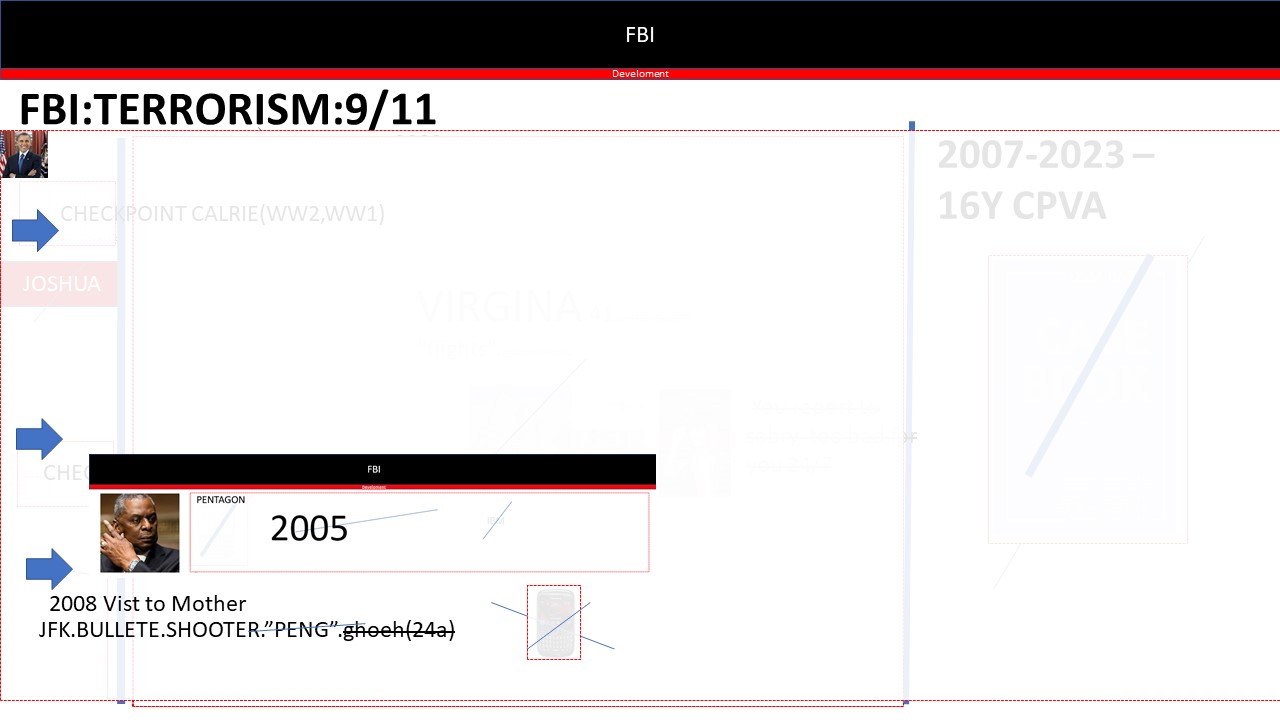 FBI
Develoment
FBI:TERRORISM:9/11
2007-2023 –
16Y CPVA
CHECKPOINT CALRIE(WW2,WW1)
JOSHUA
VIRGINA
CHEC
FBI
Develoment
PENTAGON
2005
2008 Vist to Mother
JFK.BULLETE.SHOOTER.”PENG”.ghoeh(24a)